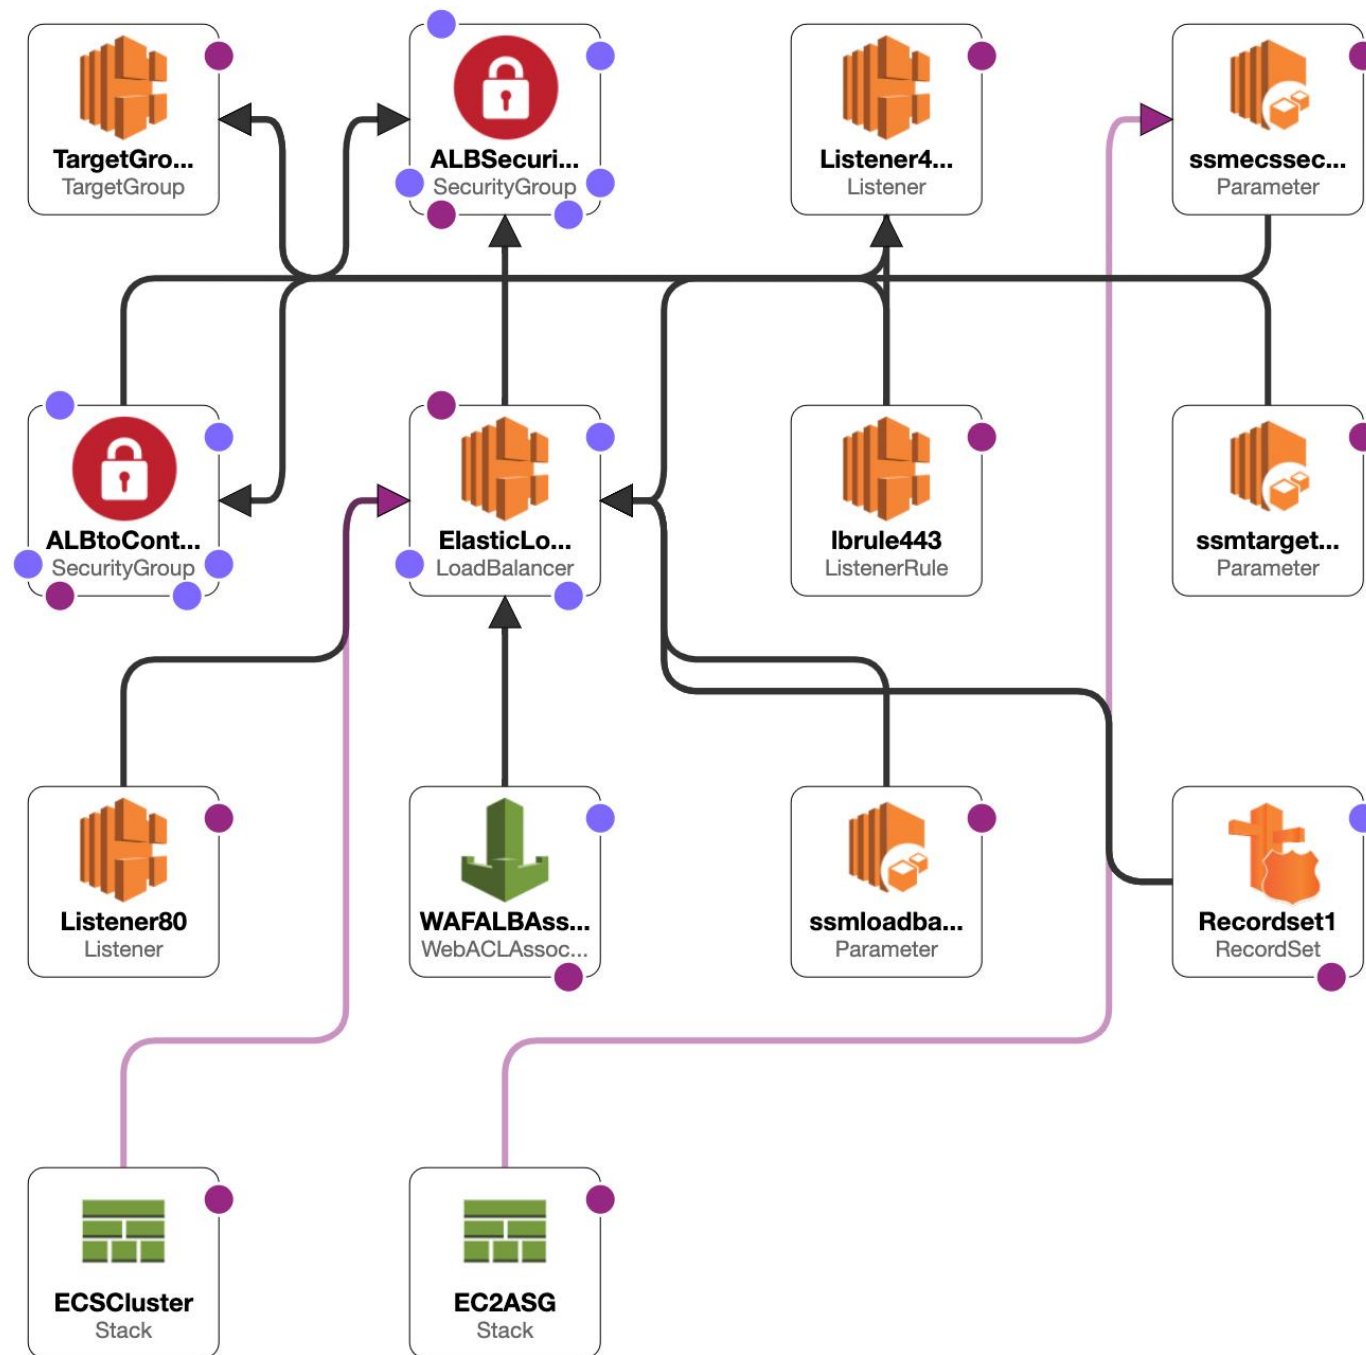 TargetGro...
TargetGroup
ALBSecuri...
SecurityGroup
Listener4...
Listener
ssmecssec...
Parameter
ALBtoCont...
SecurityGroup
ElasticLo...
LoadBalancer
lbrule443
ListenerRule
ssmtarget...
Parameter
Listener80
Listener
WAFALBAss...
WebACLAssoc...
ssmloadba...
Parameter
Recordset1
RecordSet
ECSCluster
Stack
EC2ASG
Stack